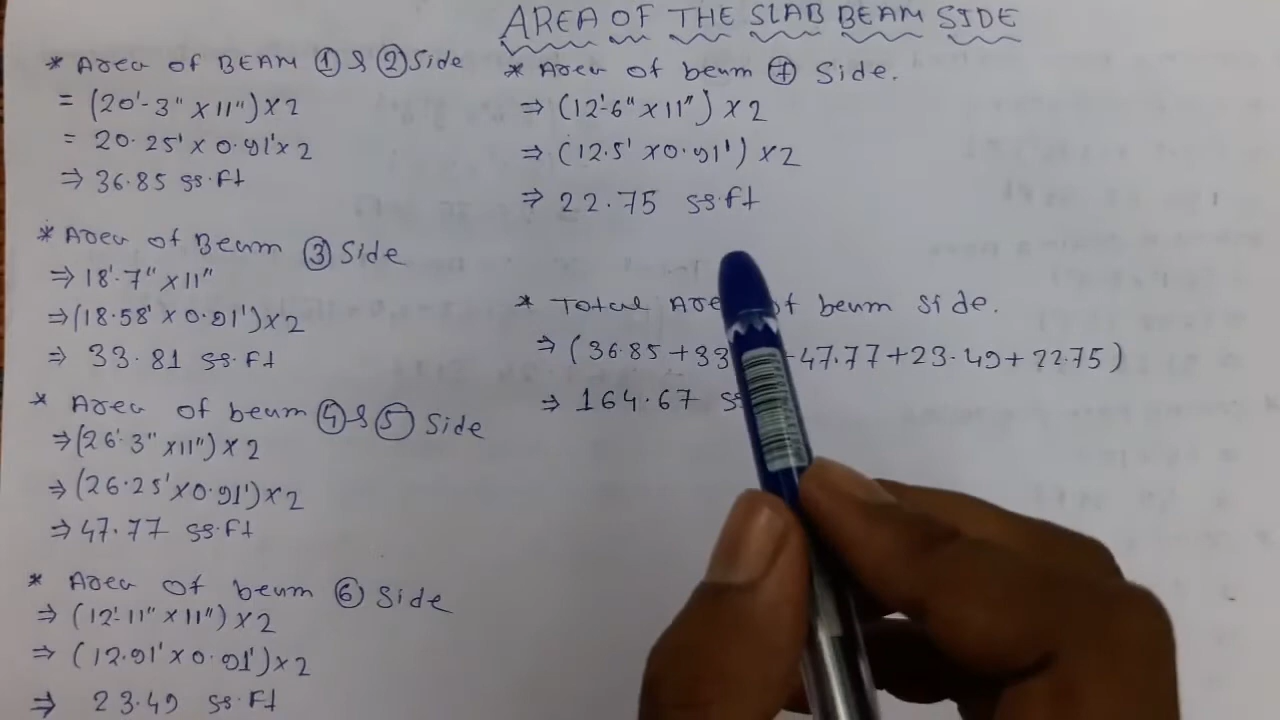 AREA OF THE SLAB BEAM SIDE
* Area of BEAM ① & ② Side
= (20'-3" x 11") x 2
= 20.25' x 0.91' x 2
⇒ 36.85 sq.ft
* Area of Beam ③ Side
⇒ 18'.7" x 11"
⇒ (18.58' x 0.91') x 2
⇒ 33.81 sq.ft
* Area of beam ④ & ⑤ Side
⇒ (26'.3" x 11") x 2
⇒ (26.25' x 0.91') x 2
⇒ 47.77 sq.ft
* Area of beam ⑥ Side
⇒ (12'-11" x 11") x 2
⇒ (12.91' x 0.91') x 2
⇒ 23.49 sq.ft
* Area of beam ⑦ Side.
⇒ (12'-6" x 11") x 2
⇒ (12.5' x 0.91') x 2
⇒ 22.75 sq.ft
* Total Are of beam side.
⇒ (36.85+33 -47.77+23.49+22.75)
⇒ 164.67 s